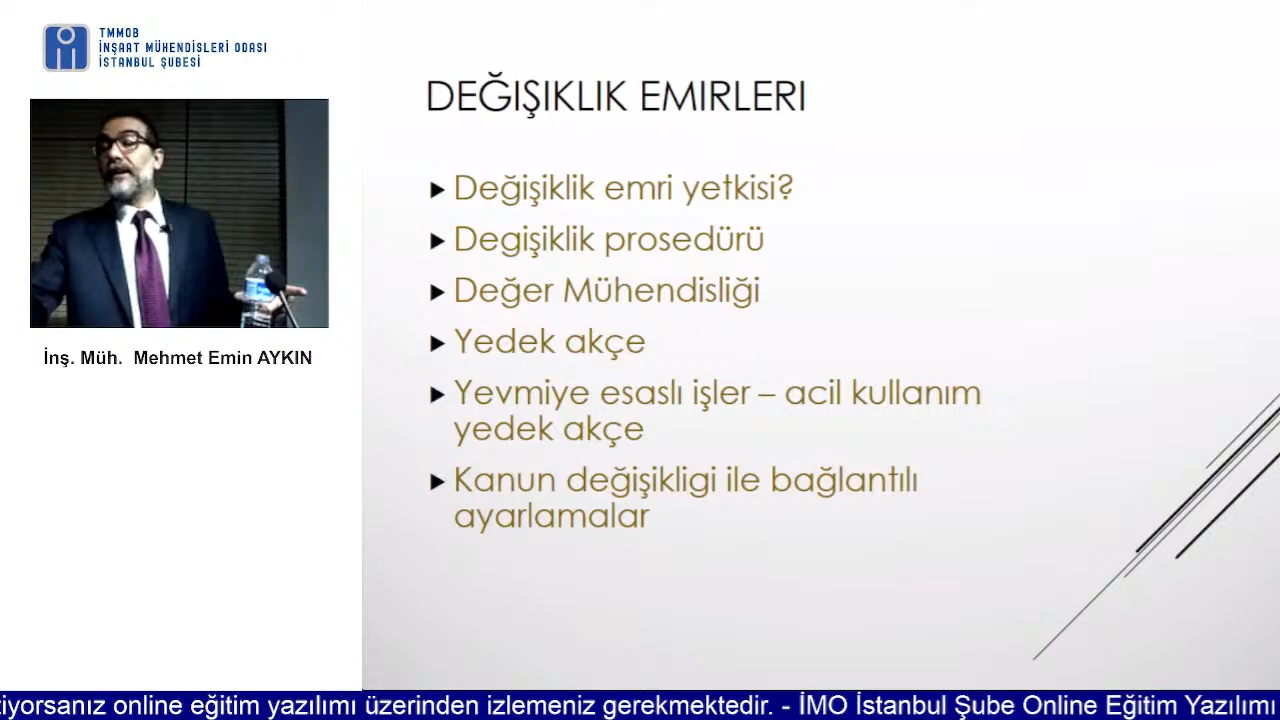 TMMOB
İNŞAAT MÜHENDİSLERİ ODASI
İSTANBUL ŞUBESİ
İnş. Müh. Mehmet Emin AYKIN
DEĞIŞIKLIK EMIRLERI
Değişiklik emri yetkisi?
Degişiklik prosedürü
Değer Mühendisliği
Yedek akçe
Yevmiye esaslı işler – acil kullanım
yedek akçe
Kanun değişikligi ile bağlantılı
ayarlamalar
tiyorsanız online eğitim yazılımı üzerinden izlemeniz gerekmektedir. - İMO İstanbul Şube Online Eğitim Yazılımı